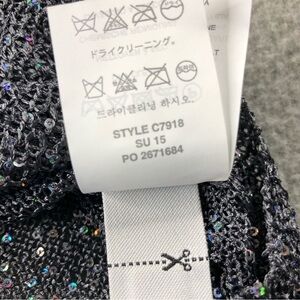 ドライクリーニング。
드라이클리닝 하시오.
STYLE C7918
SU 15
PO 2671684